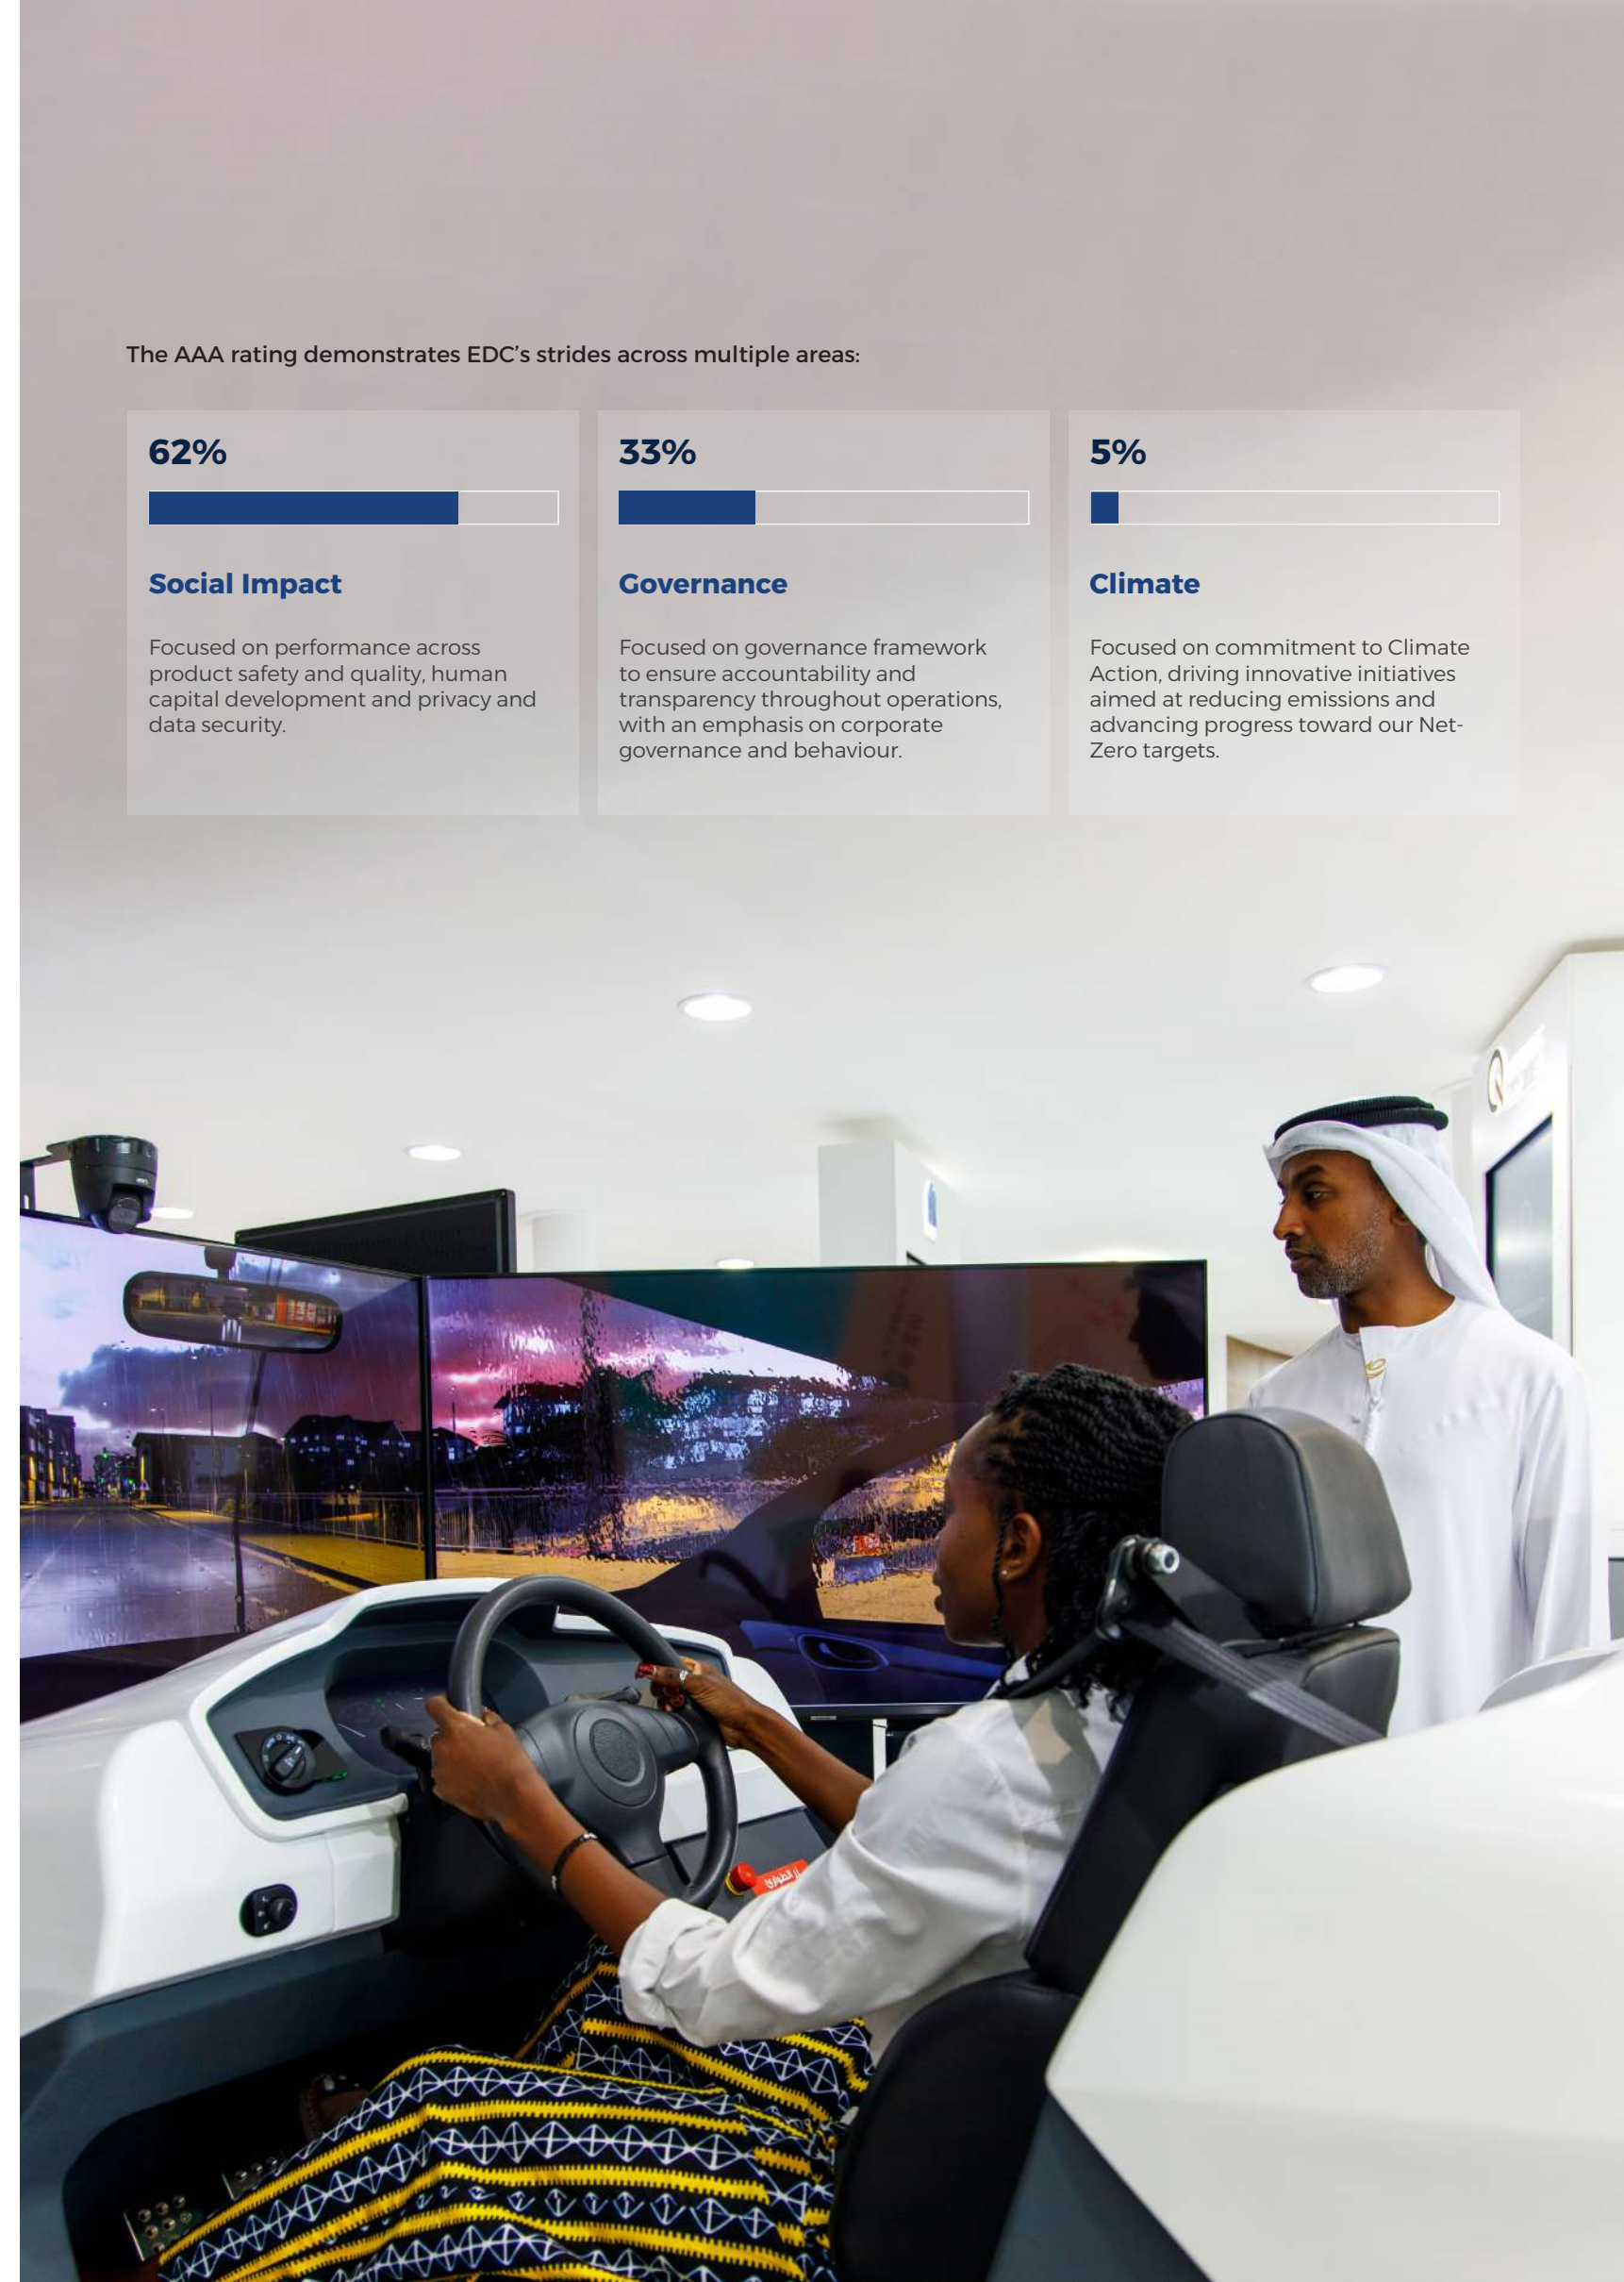 The AAA rating demonstrates EDC's strides across multiple areas:
62%
Social Impact
Focused on performance across
product safety and quality, human
capital development and privacy and
data security.
33%
Governance
Focused on governance framework
to ensure accountability and
transparency throughout operations,
with an emphasis on corporate
governance and behaviour.
5%
Climate
Focused on commitment to Climate
Action, driving innovative initiatives
aimed at reducing emissions and
advancing progress toward our Net-
Zero targets.